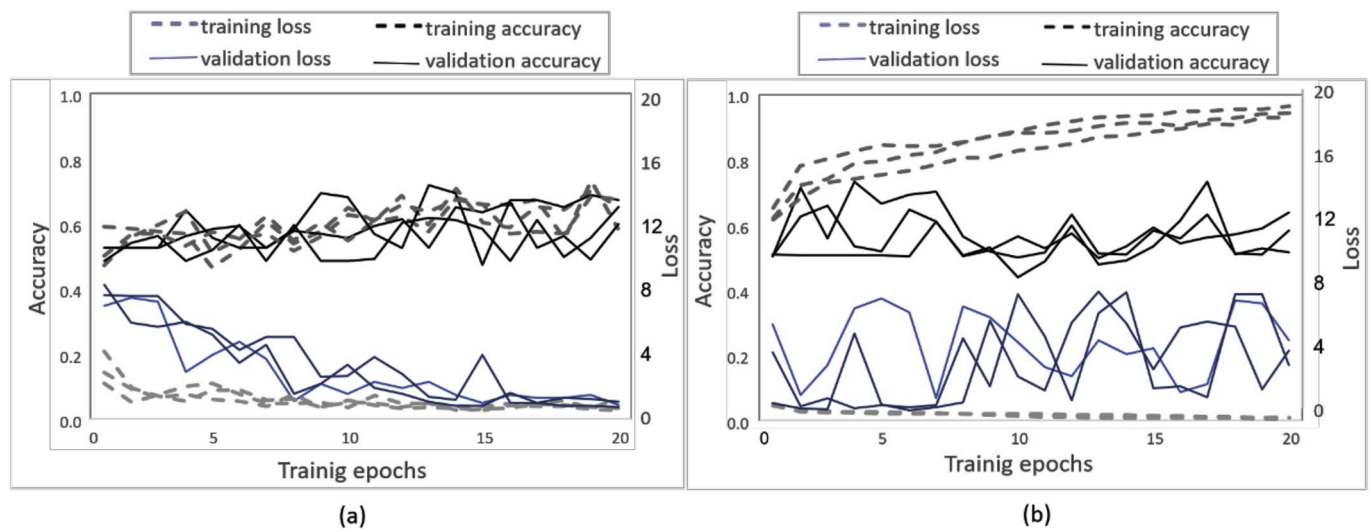 training loss training accuracy
validation loss validation accuracy
1.0
0.8
0.6
0.4
0.2
0.0
Accuracy
20
16
12
8
4
0
Loss
0 5 10 15 20
Trainig epochs
(a)
training loss training accuracy
validation loss validation accuracy
1.0
0.8
0.6
0.4
0.2
0.0
Accuracy
20
16
12
8
4
0
Loss
0 5 10 15 20
Trainig epochs
(b)